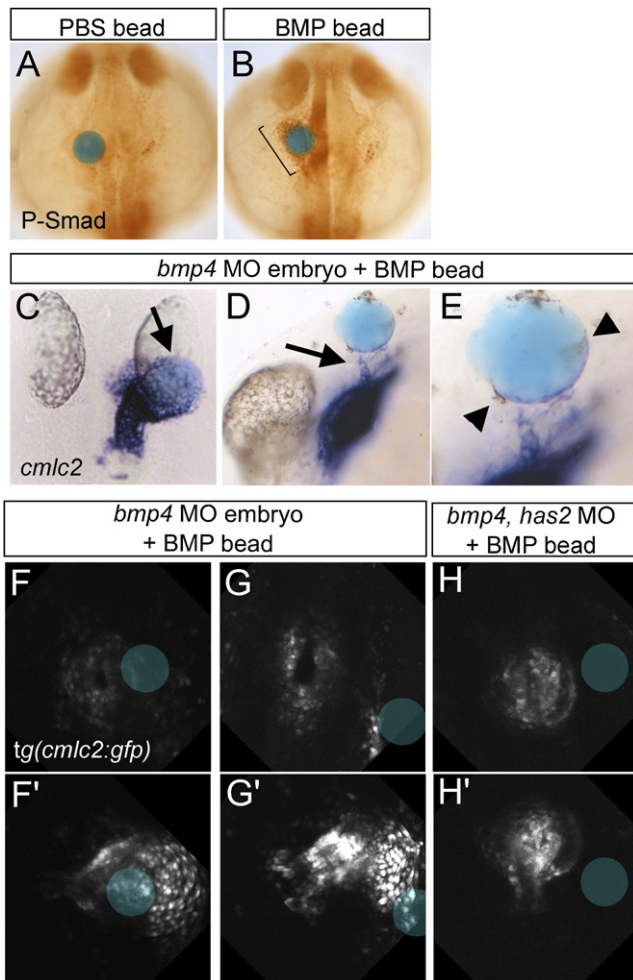 PBS bead
BMP bead
A
B
P-Smad
bmp4 MO embryo + BMP bead
C
D
E
cmlc2
bmp4 MO embryo
+ BMP bead
bmp4, has2 MO
+ BMP bead
F
G
H
tg(cmlc2:gfp)
F'
G'
H'